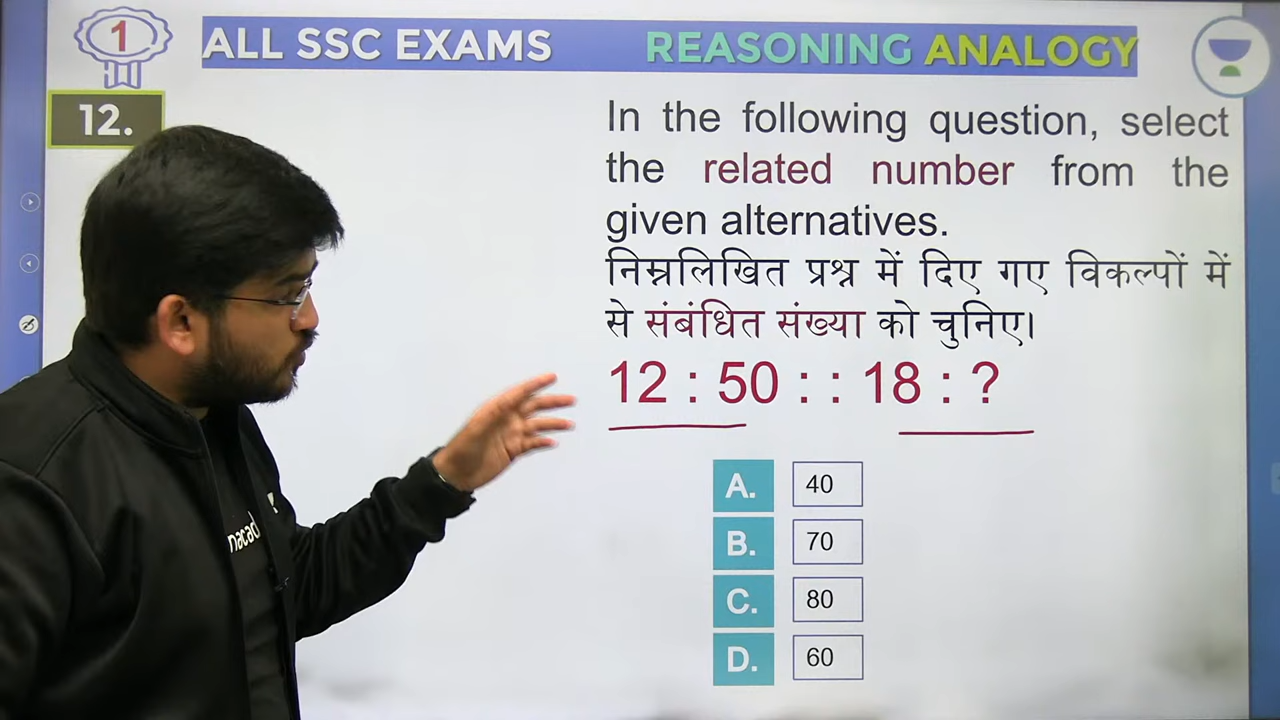 1
ALL SSC EXAMS REASONING ANALOGY
12.
In the following question, select
the related number from the
given alternatives.
निम्नलिखित प्रश्न में दिए गए विकल्पों में
से संबंधित संख्या को चुनिए।
12 : 50 : : 18 : ?
A. 40
B. 70
C. 80
D. 60
nacad